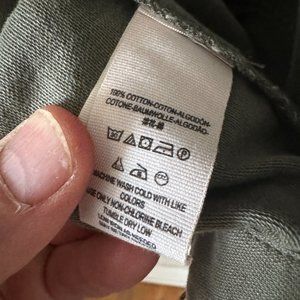 100% COTTON-COTON-ALGODÓN-
COTONE-BAUMWOLLE-ALGODÃO-
MACHINE WASH COLD WITH LIKE
COLORS
USE ONLY NON-CHLORINE BLEACH
TUMBLE DRY LOW
NEEDED